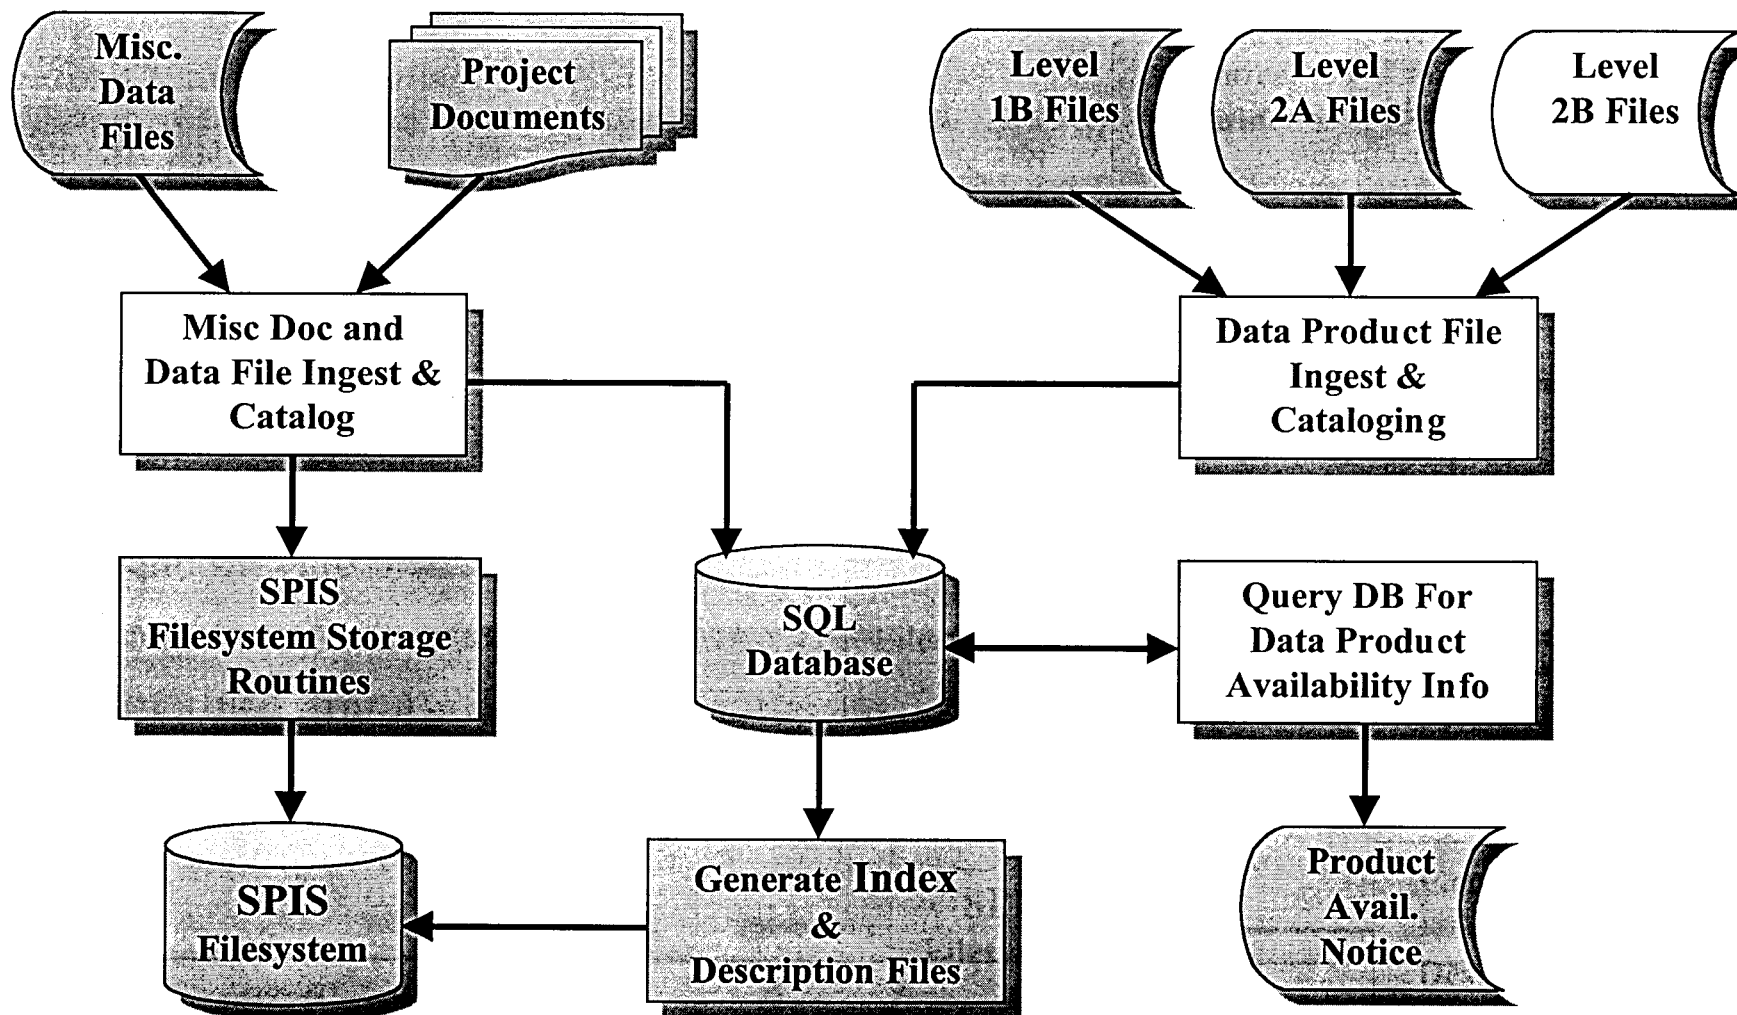 Misc.
Data
Files
Project
Documents
Level
1B Files
Level
2A Files
Level
2B Files
Misc Doc and
Data File Ingest &
Catalog
Data Product File
Ingest &
Cataloging
SPIS
Filesystem Storage
Routines
SQL
Database
Query DB For
Data Product
Availability Info
SPIS
Filesystem
Generate Index
&
Description Files
Product
Avail.
Notice